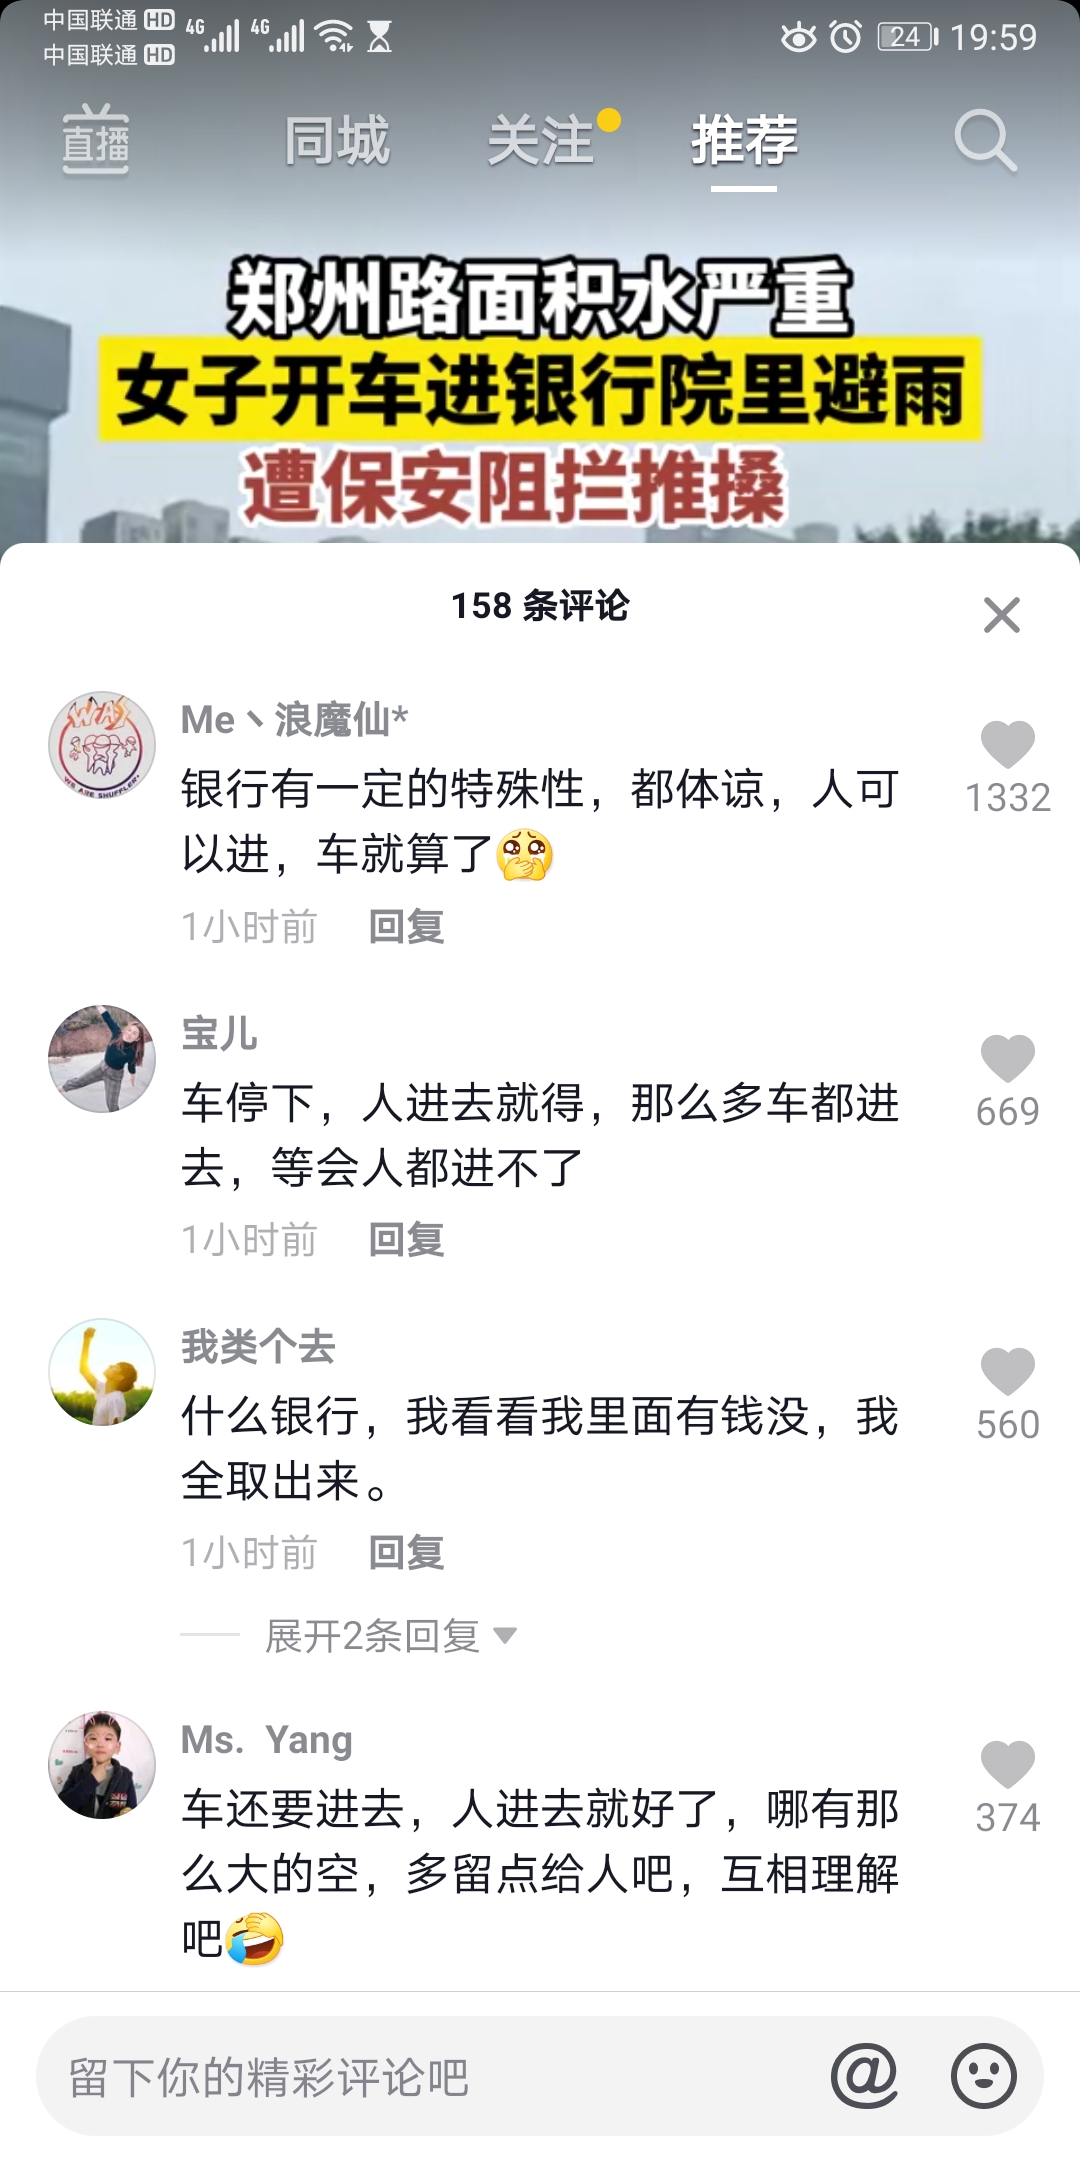 中国联通 HD 4G 4G
中国联通 HD
24 19:59
直播 同城 关注 推荐
郑州路面积水严重
女子开车进银行院里避雨
遭保安阻拦推搡
158 条评论
Me丶浪魔仙*
银行有一定的特殊性，都体谅，人可
以进，车就算了
1332
1小时前 回复
宝儿
车停下，人进去就得，那么多车都进
去，等会人都进不了
669
1小时前 回复
我类个去
什么银行，我看看我里面有钱没，我
全取出来。
560
1小时前 回复
展开2条回复
Ms. Yang
车还要进去，人进去就好了，哪有那
么大的空，多留点给人吧，互相理解
吧
374
留下你的精彩评论吧 @